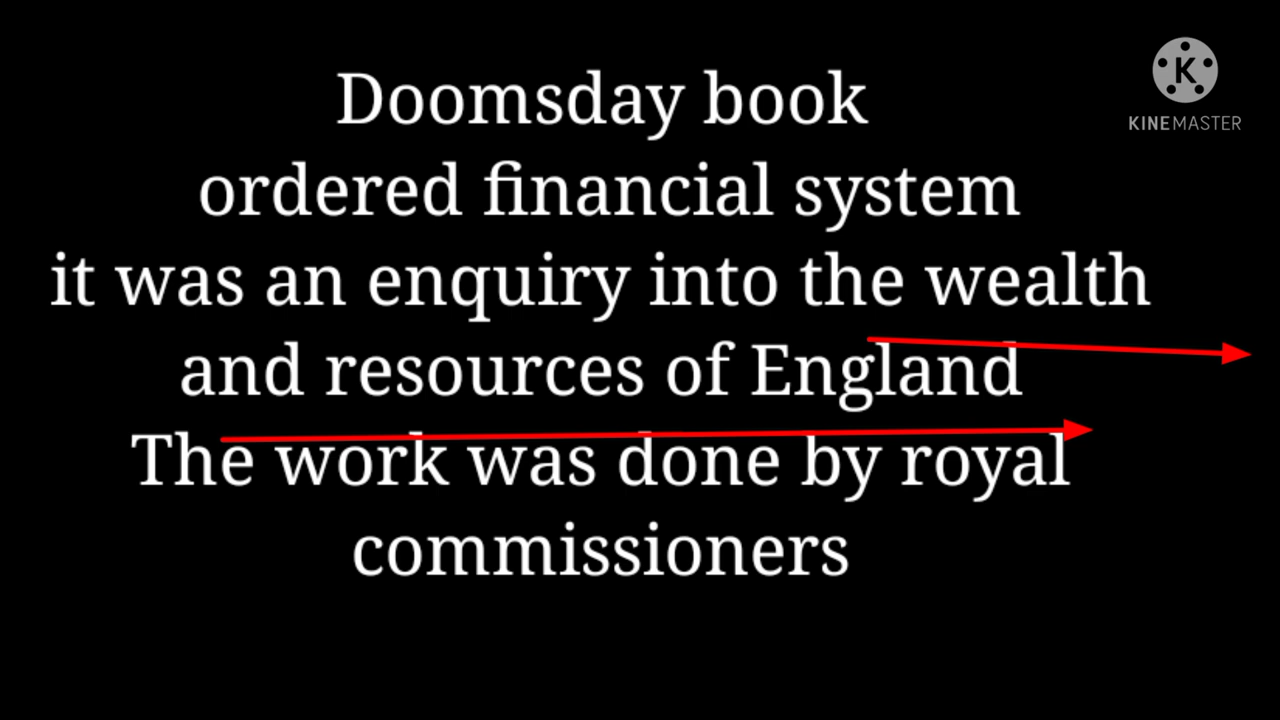 Doomsday book
ordered financial system
it was an enquiry into the wealth
and resources of England
The work was done by royal
commissioners
K
KINEMASTER